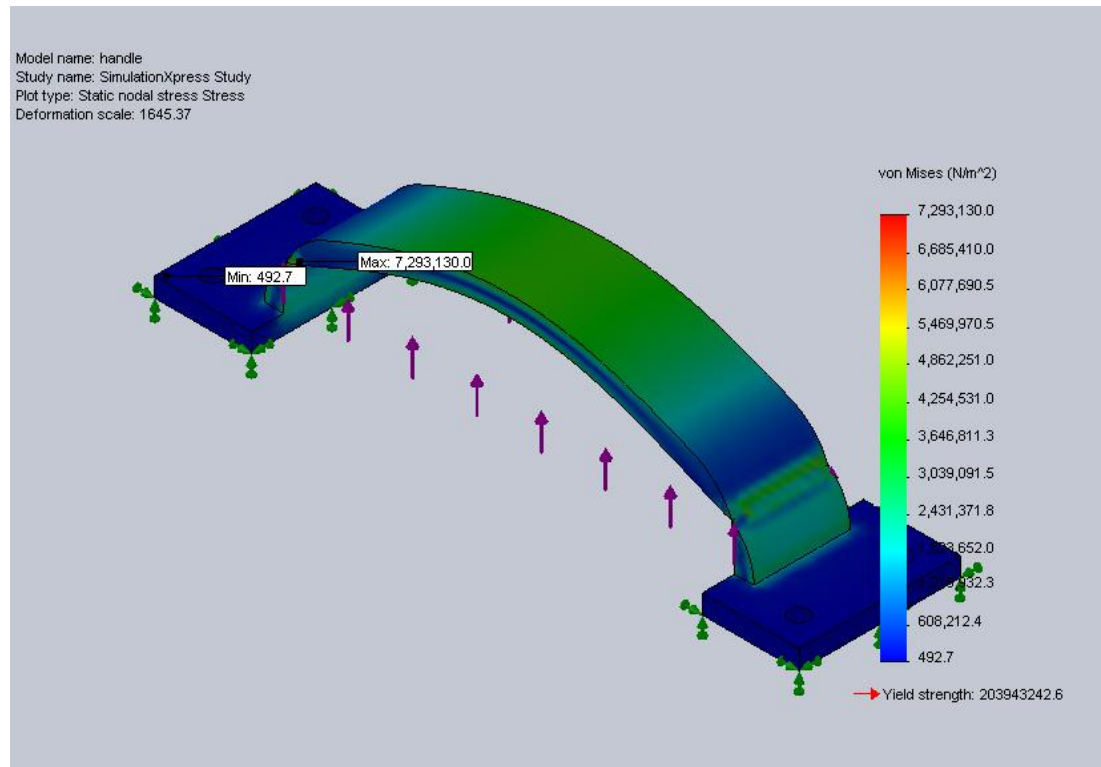 Model name: handle
Study name: SimulationXpress Study
Plot type: Static nodal stress Stress
Deformation scale: 1645.37
von Mises (N/m^2)
7,293,130.0
6,685,410.0
6,077,690.5
5,469,970.5
4,862,251.0
4,254,531.0
3,646,811.3
3,039,091.5
2,431,371.8
608,212.4
492.7
Yield strength: 203943242.6
Max: 7,293,130.0
Min: 492.7